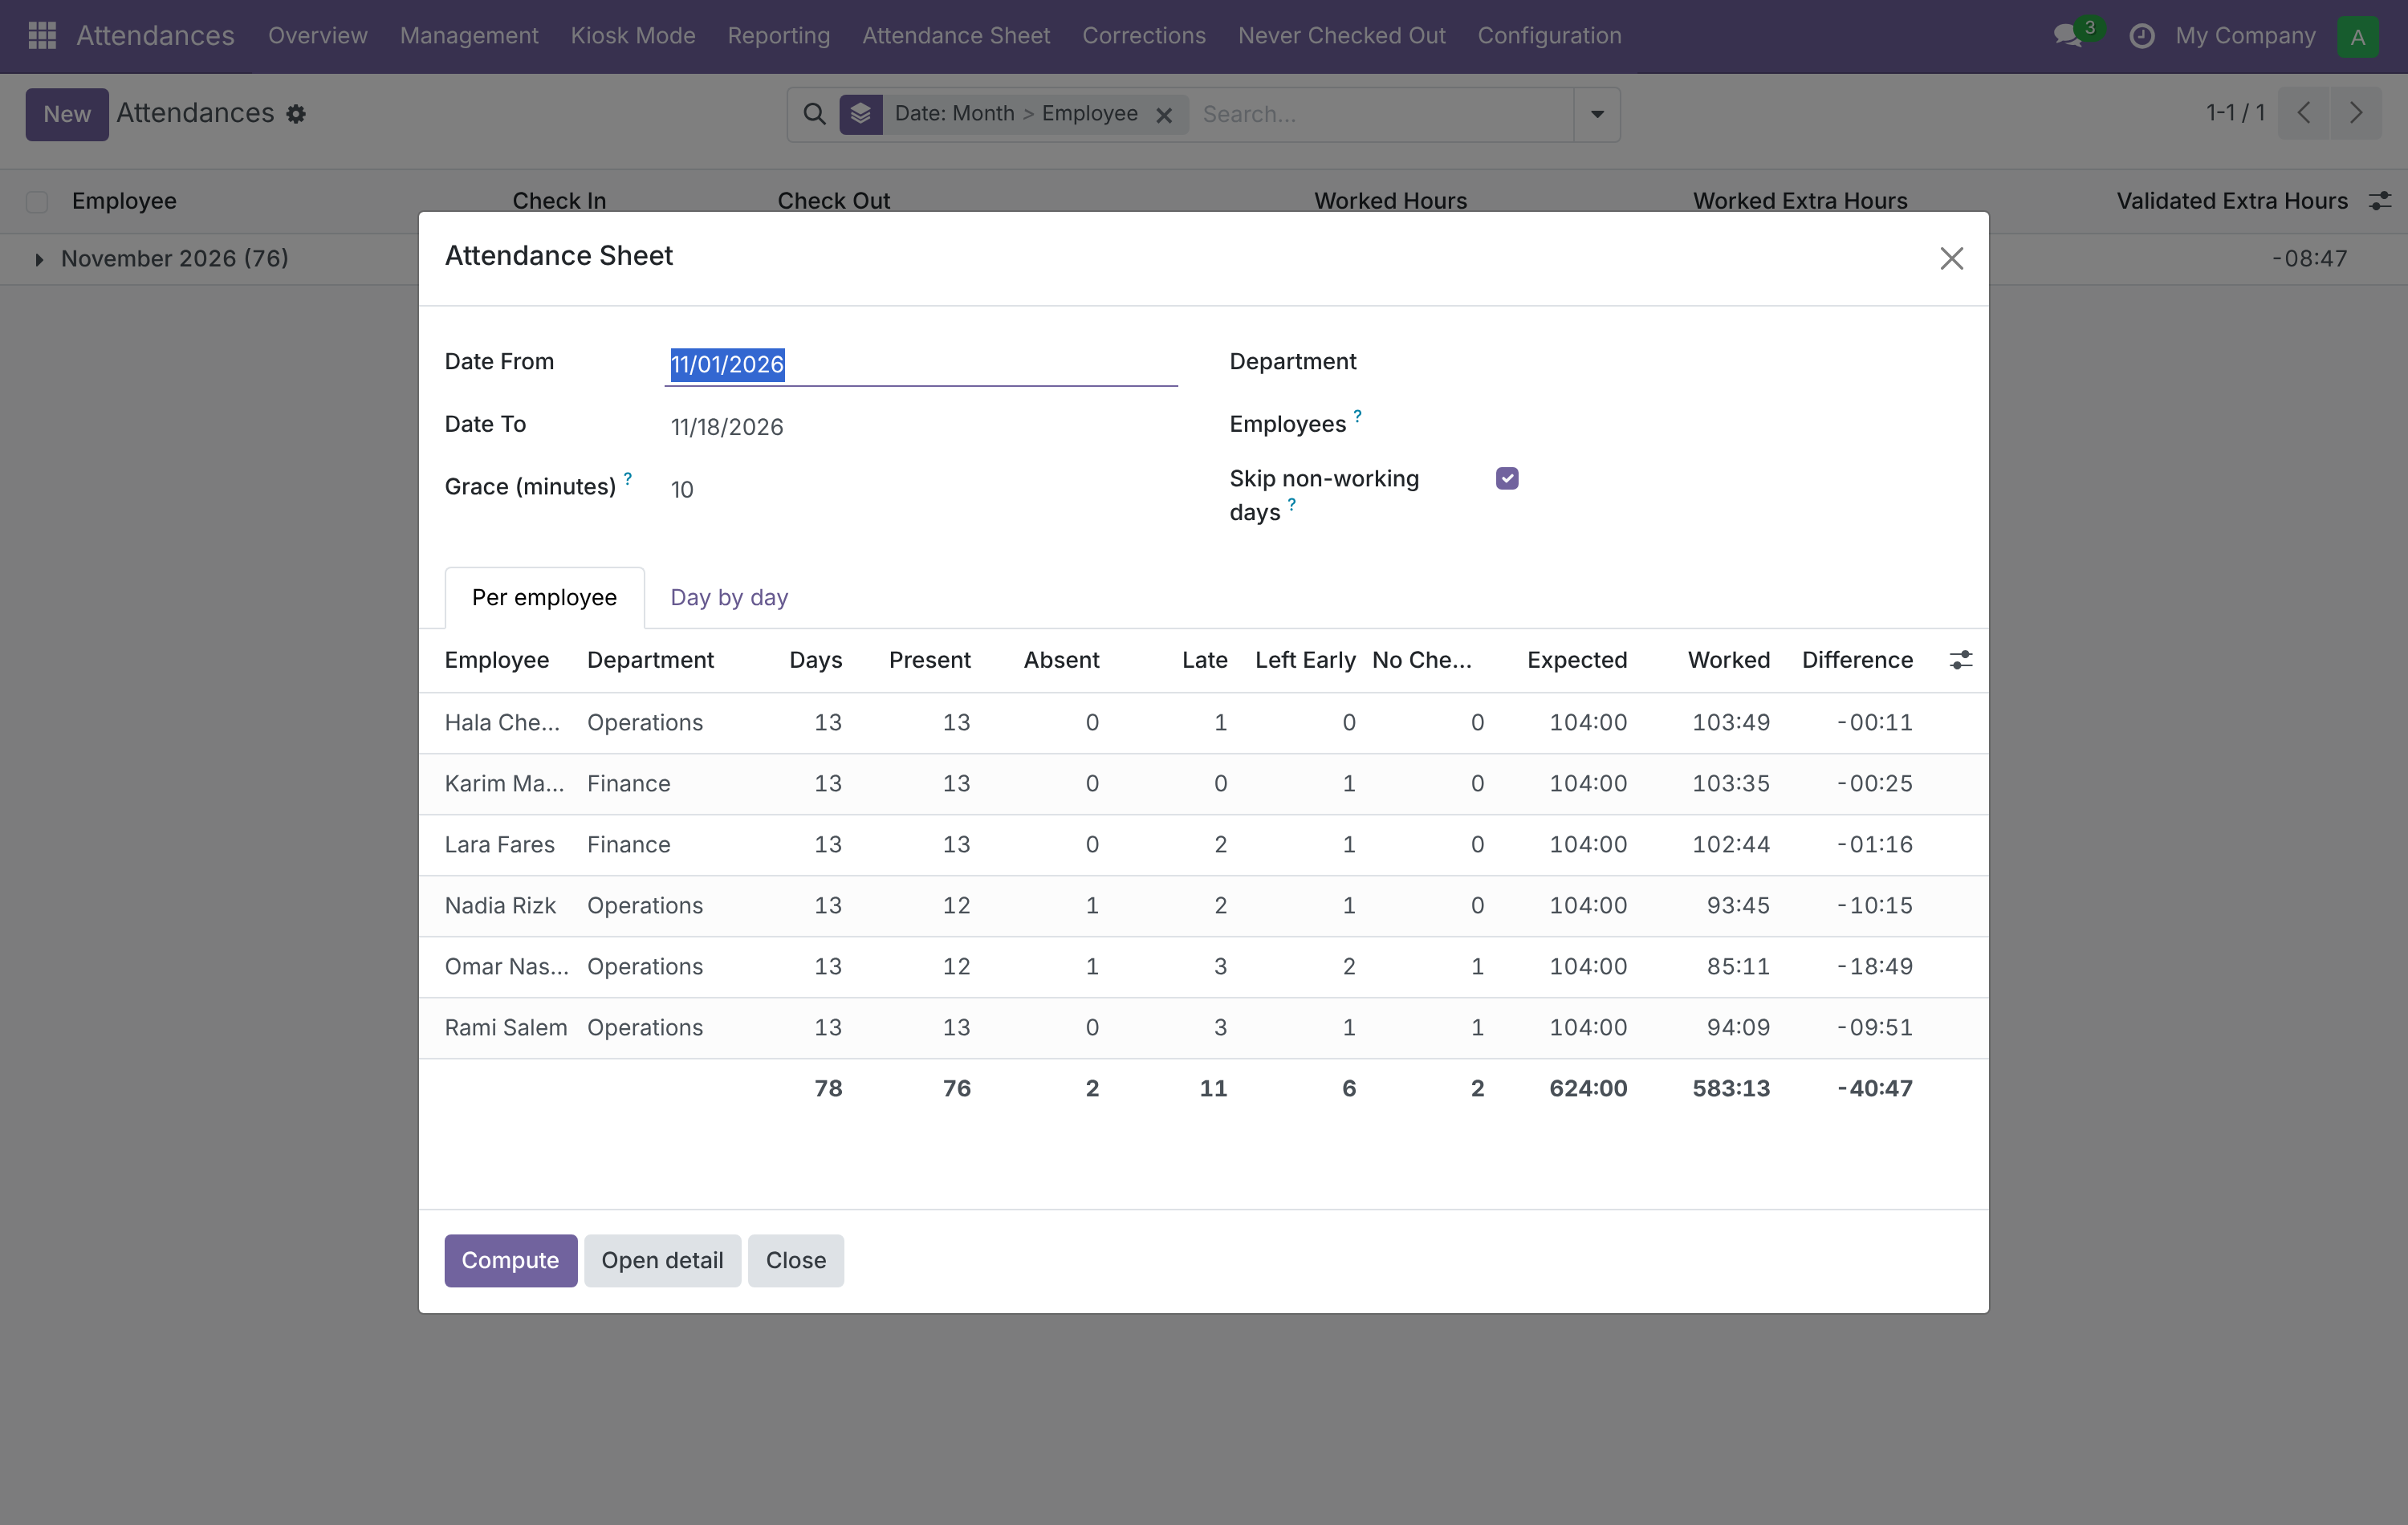 Attendances Overview Management Kiosk Mode Reporting Attendance Sheet Corrections Never Checked Out Configuration 3 My Company A
New Attendances Date: Month > Employee Search... 1-1 / 1
Employee Check In Check Out Worked Hours Worked Extra Hours Validated Extra Hours
November 2026 (76) -08:47
Attendance Sheet
Date From 11/01/2026 Department
Date To 11/18/2026 Employees ?
Grace (minutes) ? 10 Skip non-working
days ?
Per employee Day by day
Employee Department Days Present Absent Late Left Early No Che... Expected Worked Difference
Hala Che... Operations 13 13 0 1 0 0 104:00 103:49 -00:11
Karim Ma... Finance 13 13 0 0 1 0 104:00 103:35 -00:25
Lara Fares Finance 13 13 0 2 1 0 104:00 102:44 -01:16
Nadia Rizk Operations 13 12 1 2 1 0 104:00 93:45 -10:15
Omar Nas... Operations 13 12 1 3 2 1 104:00 85:11 -18:49
Rami Salem Operations 13 13 0 3 1 1 104:00 94:09 -09:51
78 76 2 11 6 2 624:00 583:13 -40:47
Compute Open detail Close